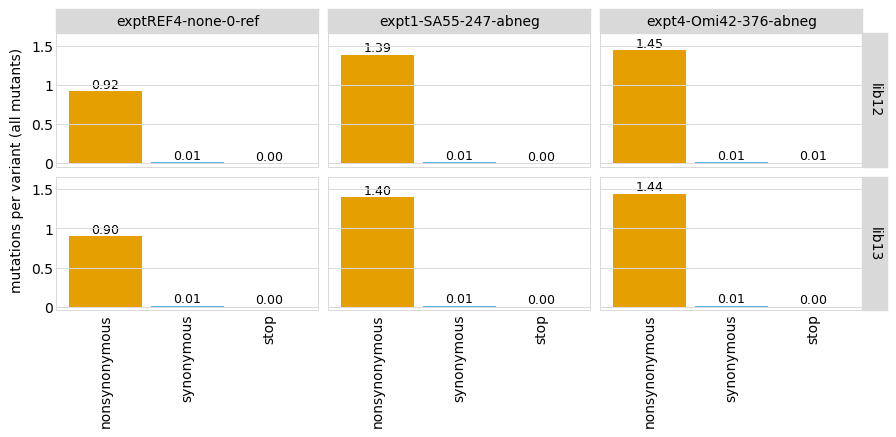 exptREF4-none-0-ref
expt1-SA55-247-abneg
expt4-Omi42-376-abneg
mutations per variant (all mutants)
1.5
1
0.5
0
0.92
0.01
0.00
1.39
0.01
0.00
1.45
0.01
0.01
lib12
1.5
1
0.5
0
0.90
0.01
0.00
1.40
0.01
0.00
1.44
0.01
0.00
lib13
nonsynonymous
synonymous
stop
nonsynonymous
synonymous
stop
nonsynonymous
synonymous
stop